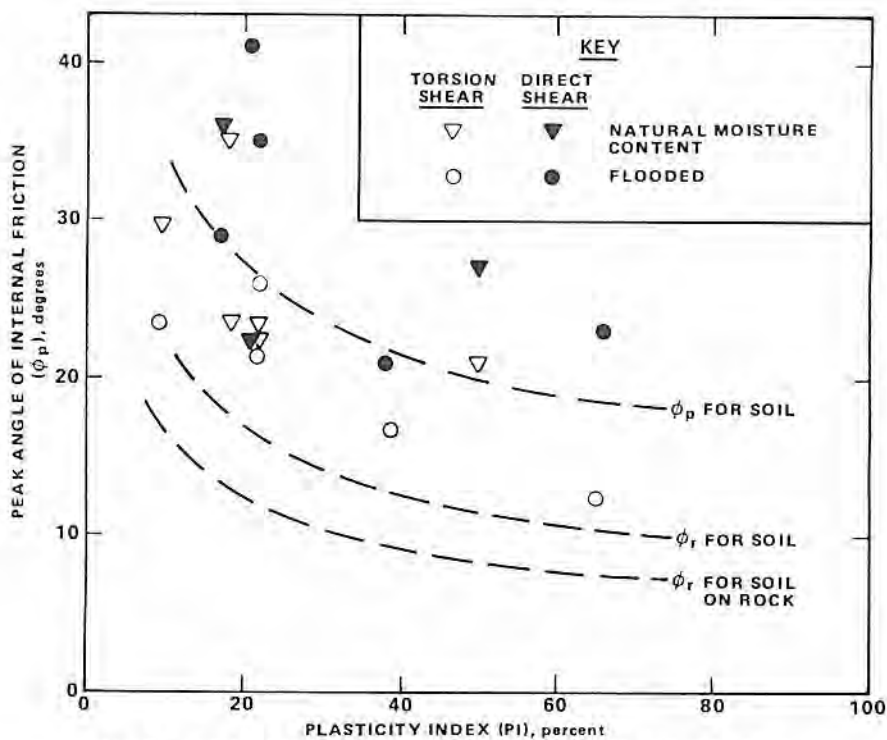 KEY
TORSION SHEAR
DIRECT SHEAR
NATURAL MOISTURE
CONTENT
FLOODED
PEAK ANGLE OF INTERNAL FRICTION
(ϕp), degrees
40
30
20
10
0
ϕp FOR SOIL
ϕr FOR SOIL
ϕr FOR SOIL
ON ROCK
0 20 40 60 80 100
PLASTICITY INDEX (PI), percent